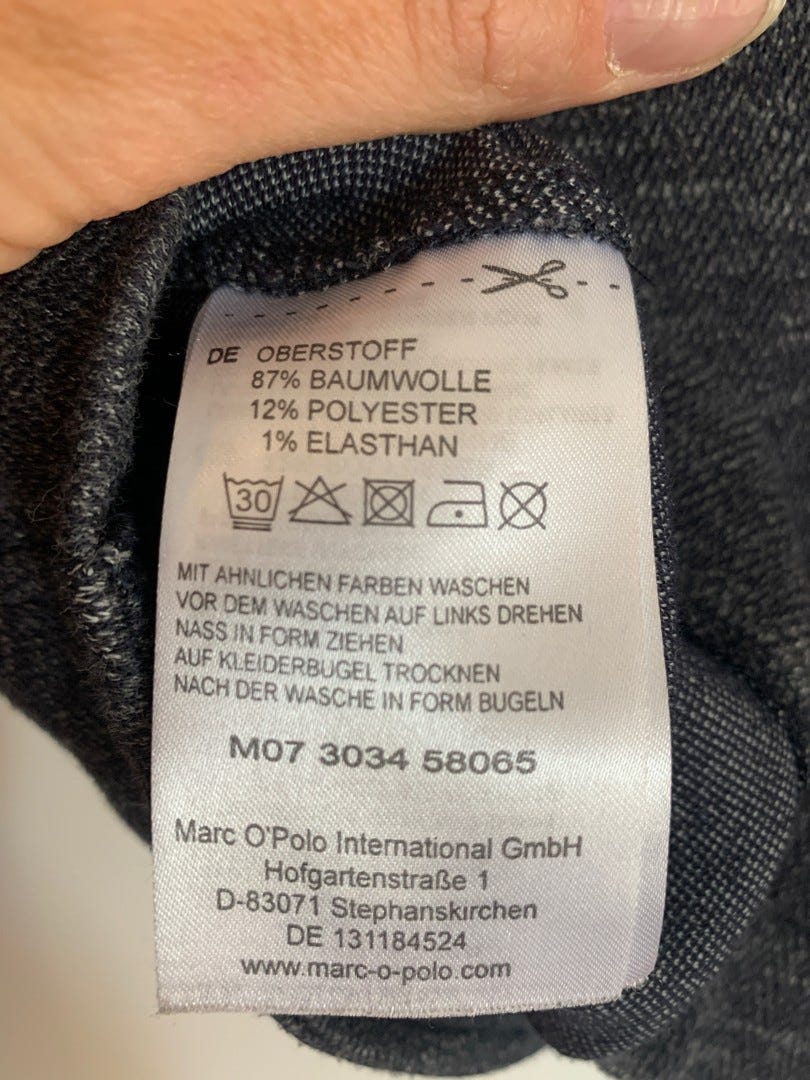 DE OBERSTOFF
87% BAUMWOLLE
12% POLYESTER
1% ELASTHAN
30
MIT AHNLICHEN FARBEN WASCHEN
VOR DEM WASCHEN AUF LINKS DREHEN
NASS IN FORM ZIEHEN
AUF KLEIDERBUGEL TROCKNEN
NACH DER WASCHE IN FORM BUGELN
M07 3034 58065
Marc O'Polo International GmbH
Hofgartenstraße 1
D-83071 Stephanskirchen
DE 131184524
www.marc-o-polo.com